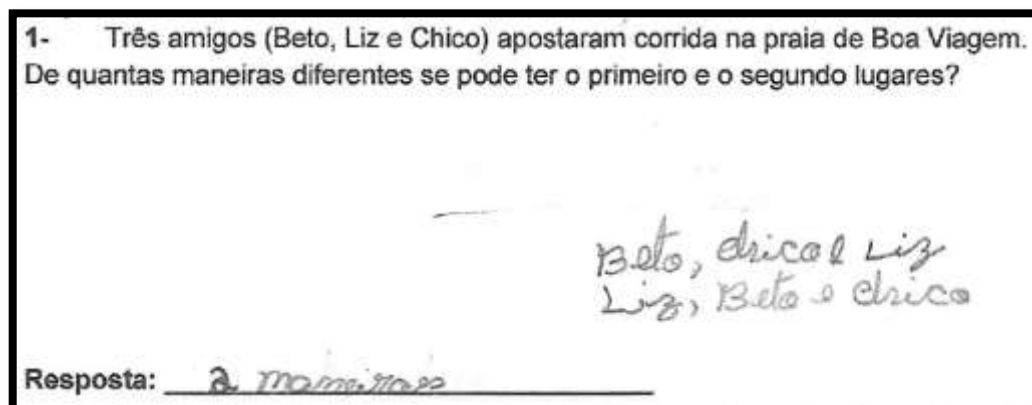 1- Três amigos (Beto, Liz e Chico) apostaram corrida na praia de Boa Viagem.
De quantas maneiras diferentes se pode ter o primeiro e o segundo lugares?
Beto, chico e Liz
Liz, Beto e chico
Resposta: 2 maneiras